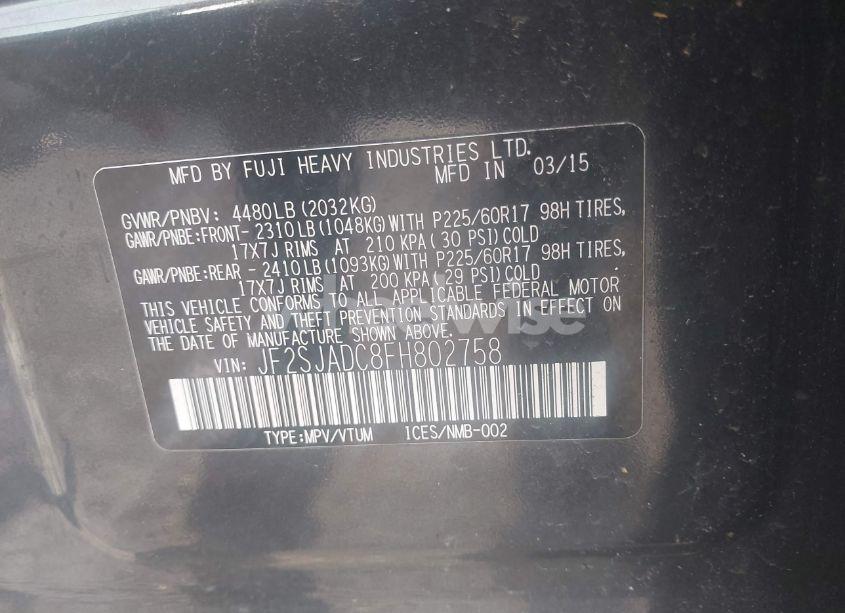 MFD BY FUJI HEAVY INDUSTRIES LTD.
MFD IN 03/15
GVWR/PNBV: 4480LB (2032KG)
GAWR/PNBE:FRONT- 2310LB(1048KG)WITH P225/60R17 98H TIRES,
17X7J RIMS AT 210 KPA( 30 PSI)COLD
GAWR/PNBE:REAR - 2410LB(1093KG)WITH P225/60R17 98H TIRES,
17X7J RIMS AT 200 KPA( 29 PSI)COLD
THIS VEHICLE CONFORMS TO ALL APPLICABLE FEDERAL MOTOR
VEHICLE SAFETY AND THEFT PREVENTION STANDARDS IN EFFECT ON
THE DATE OF MANUFACTURE SHOWN ABOVE.
VIN: JF2SJADC8FH802758
TYPE:MPV/VTUM ICES/NMB-002